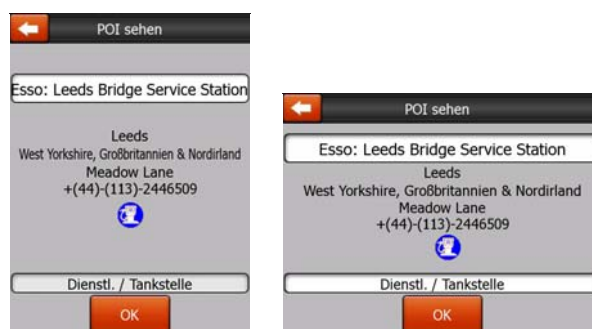 POI sehen
Esso: Leeds Bridge Service Station
Leeds
West Yorkshire, Großbritannien & Nordirland
Meadow Lane
+(44)-(113)-2446509
Dienstl. / Tankstelle
OK
POI sehen
Esso: Leeds Bridge Service Station
Leeds
West Yorkshire, Großbritannien & Nordirland
Meadow Lane
+(44)-(113)-2446509
Dienstl. / Tankstelle
OK